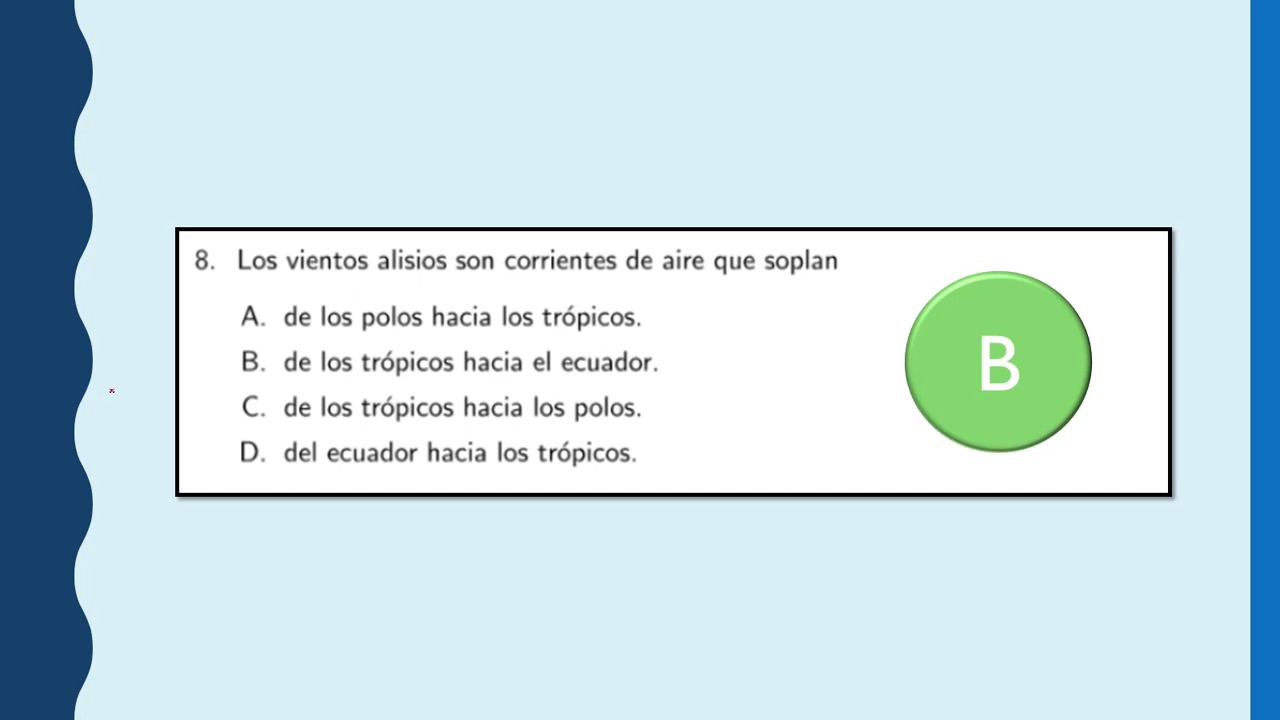 8. Los vientos alisios son corrientes de aire que soplan
A. de los polos hacia los trópicos.
B. de los trópicos hacia el ecuador.
C. de los trópicos hacia los polos.
D. del ecuador hacia los trópicos.
B